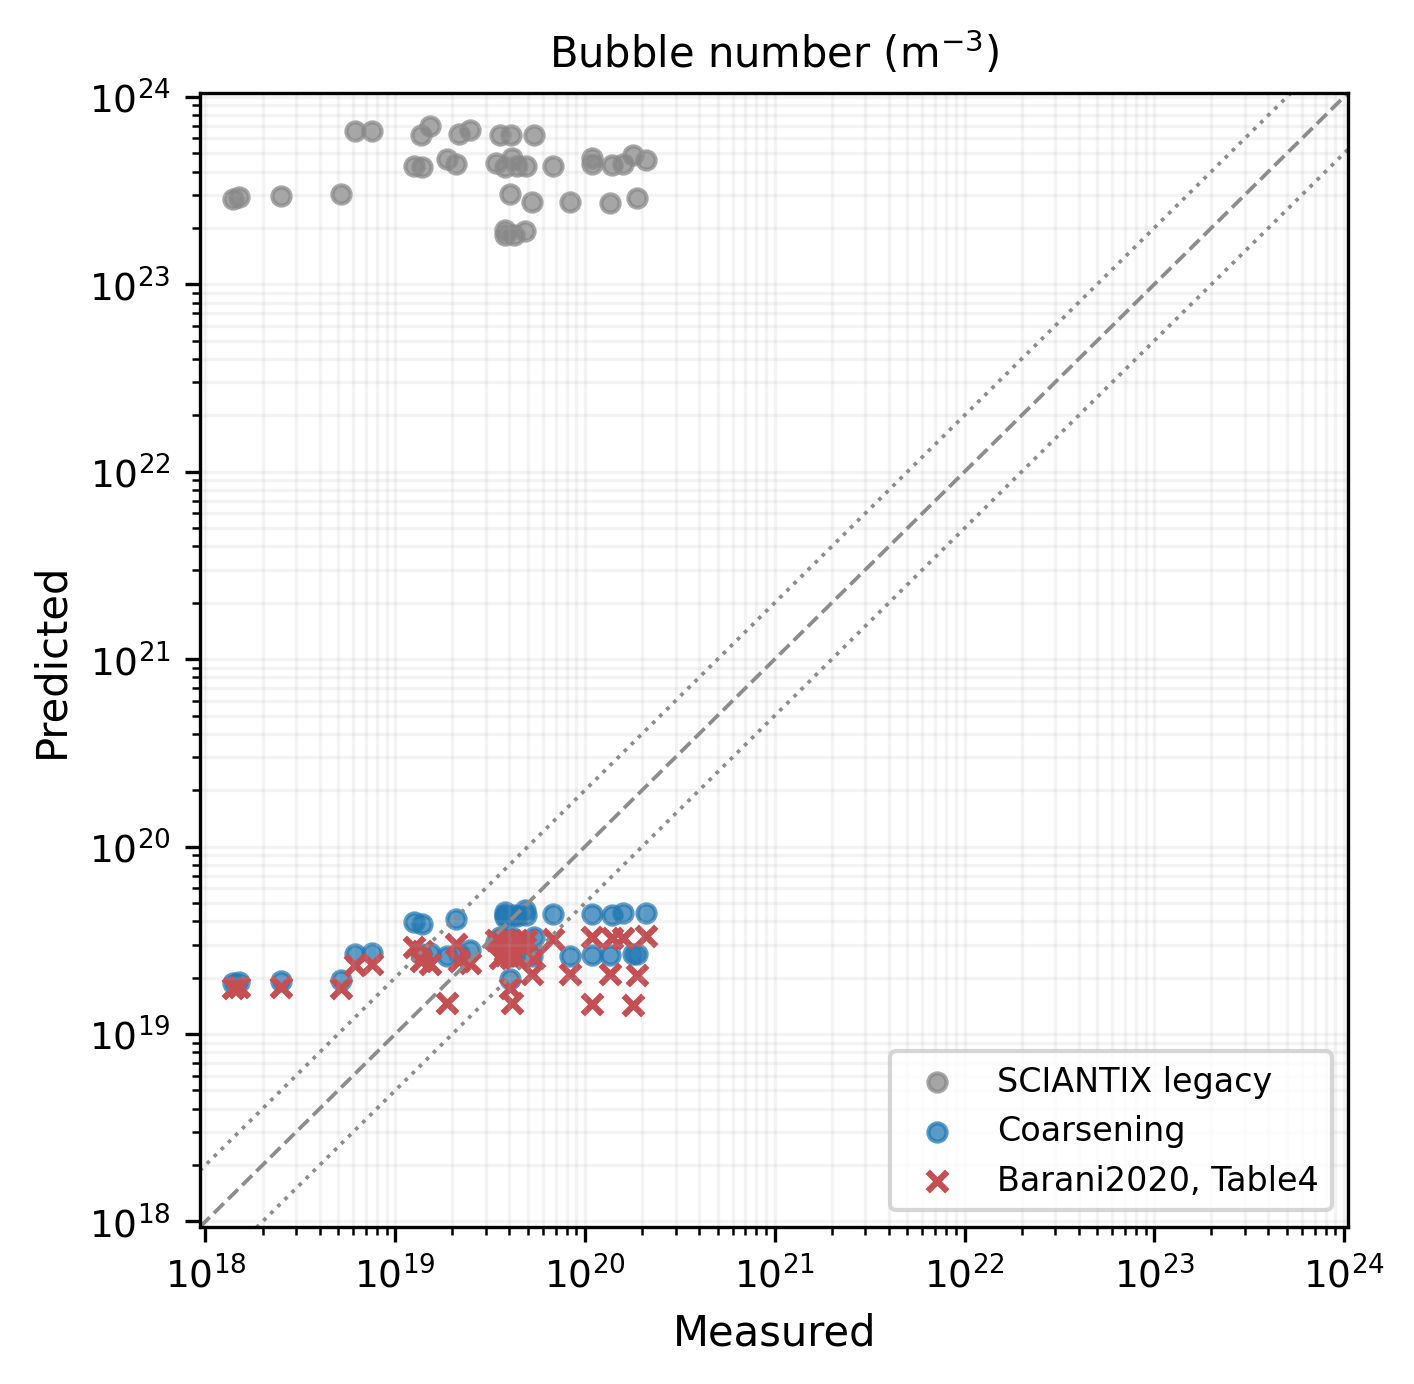 Bubble number (m⁻³)
10²⁴
10²³
10²²
10²¹
10²⁰
10¹⁹
10¹⁸
Predicted
SCIANTIX legacy
Coarsening
Barani2020, Table4
10¹⁸ 10¹⁹ 10²⁰ 10²¹ 10²² 10²³ 10²⁴
Measured